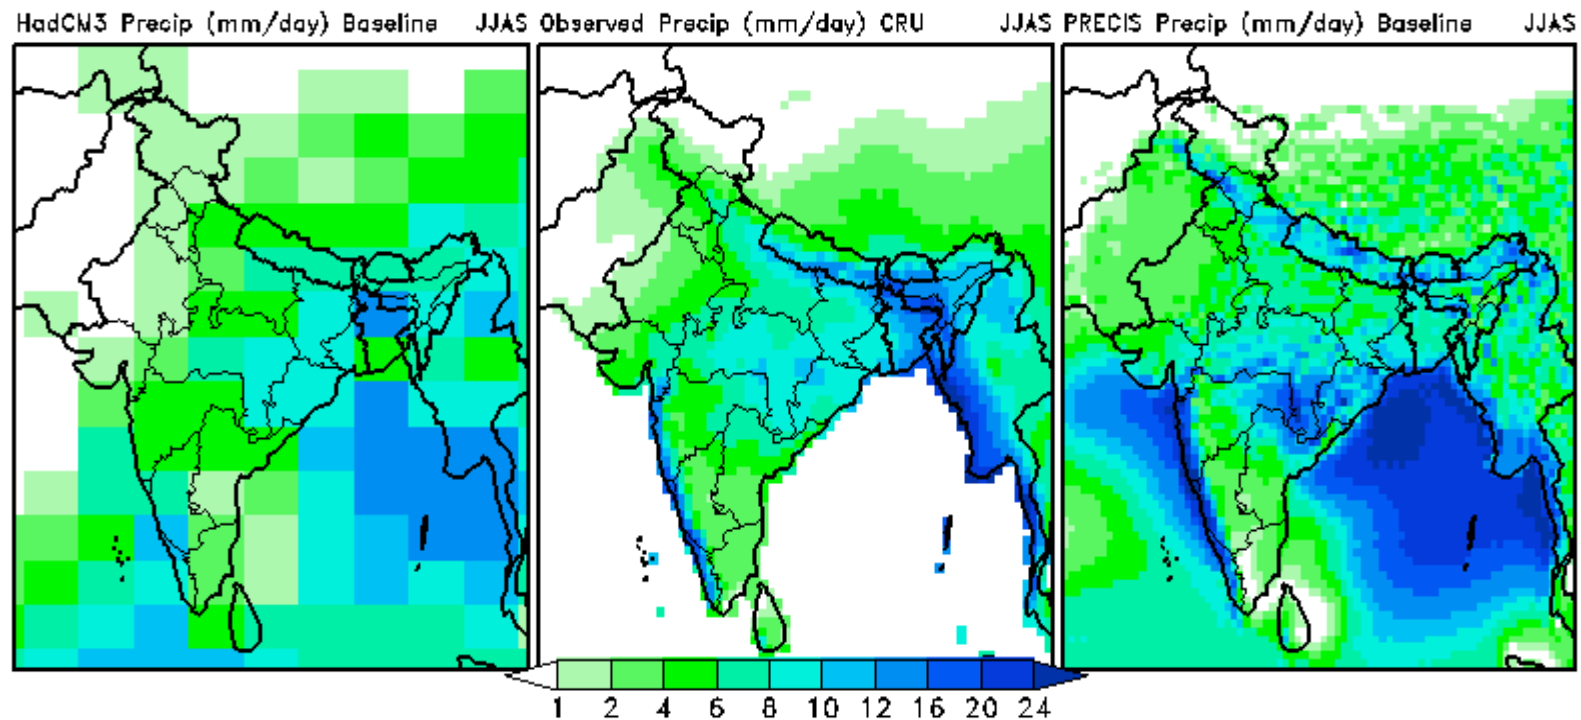 HadCM3 Precip (mm/day) Baseline JJAS
Observed Precip (mm/day) CRU JJAS
PRECIS Precip (mm/day) Baseline JJAS
1 2 4 6 8 10 12 16 20 24